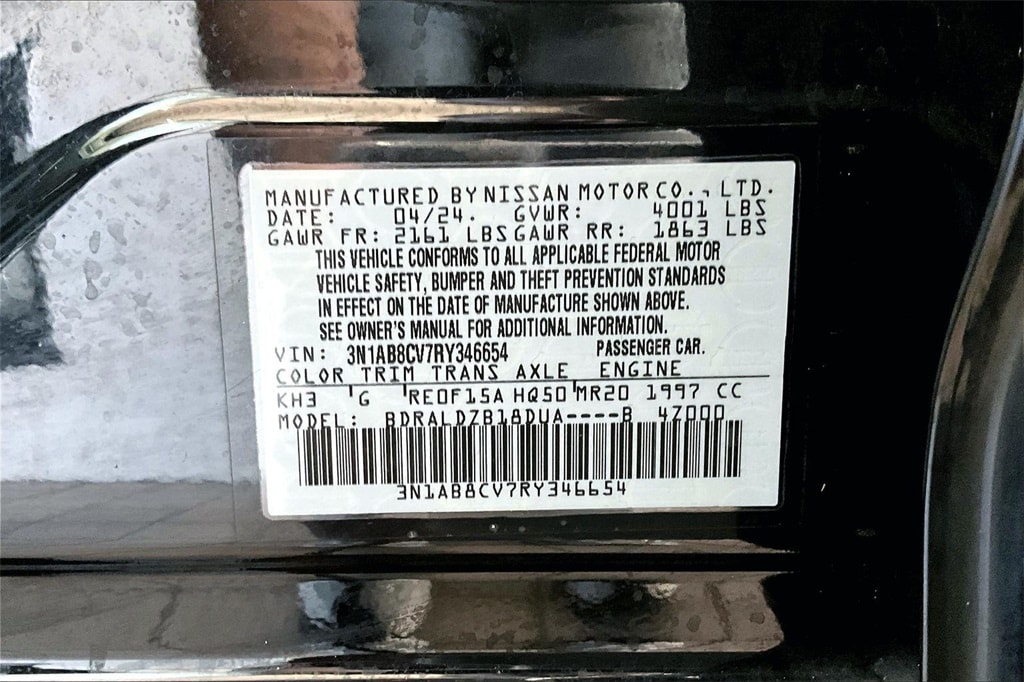 MANUFACTURED BY NISSAN MOTOR CO., LTD.
DATE: 04/24. GVWR: 4001 LBS
GAWR FR: 2161 LBS GAWR RR: 1863 LBS
THIS VEHICLE CONFORMS TO ALL APPLICABLE FEDERAL MOTOR
VEHICLE SAFETY, BUMPER AND THEFT PREVENTION STANDARDS
IN EFFECT ON THE DATE OF MANUFACTURE SHOWN ABOVE.
SEE OWNER'S MANUAL FOR ADDITIONAL INFORMATION.
VIN: 3N1AB8CV7RY346654 PASSENGER CAR.
COLOR TRIM TRANS AXLE ENGINE
KH3 G RE0F15A HQ50 MR20 1997 CC
MODEL: BDRALDZB18DUA----B 4Z000
3N1AB8CV7RY346654